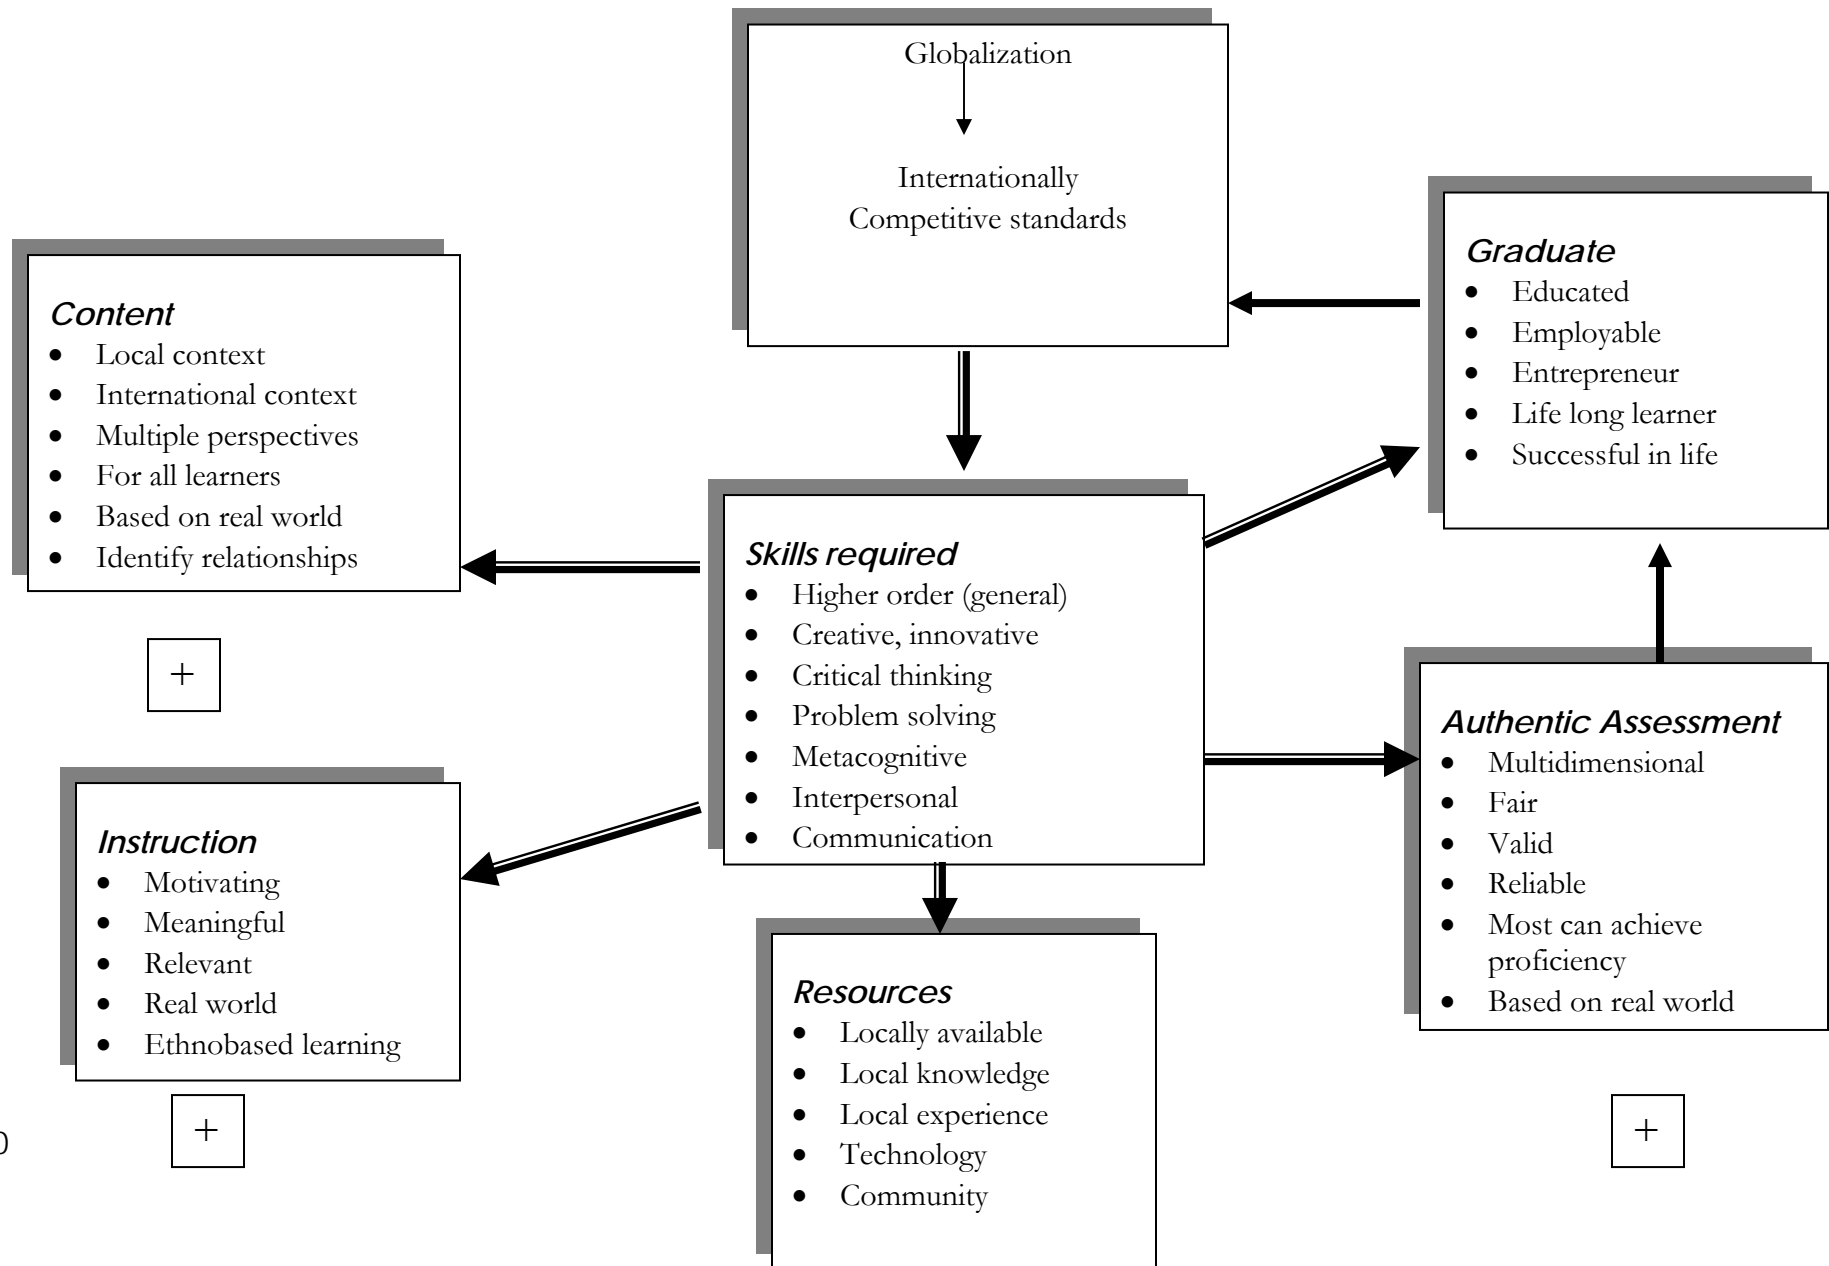 Globalization
Internationally
Competitive standards
Graduate
• Educated
• Employable
• Entrepreneur
• Life long learner
• Successful in life
Content
• Local context
• International context
• Multiple perspectives
• For all learners
• Based on real world
• Identify relationships
+
Skills required
• Higher order (general)
• Creative, innovative
• Critical thinking
• Problem solving
• Metacognitive
• Interpersonal
• Communication
Authentic Assessment
• Multidimensional
• Fair
• Valid
• Reliable
• Most can achieve
proficiency
• Based on real world
+
Instruction
• Motivating
• Meaningful
• Relevant
• Real world
• Ethnobased learning
+
Resources
• Locally available
• Local knowledge
• Local experience
• Technology
• Community